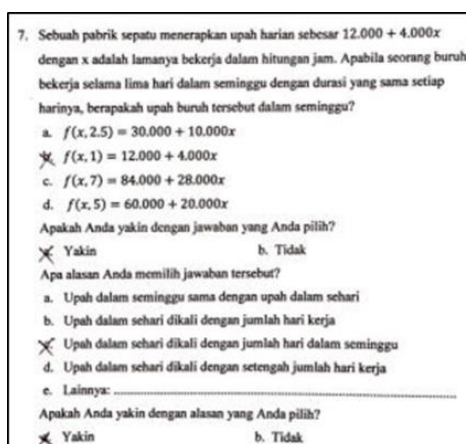 7. Sebuah pabrik sepatu menerapkan upah harian sebesar 12.000 + 4.000x
dengan x adalah lamanya bekerja dalam hitungan jam. Apabila seorang buruh
bekerja selama lima hari dalam seminggu dengan durasi yang sama setiap
harinya, berapakah upah buruh tersebut dalam seminggu?
a. f(x, 2.5) = 30.000 + 10.000x
b. f(x, 1) = 12.000 + 4.000x
c. f(x, 7) = 84.000 + 28.000x
d. f(x, 5) = 60.000 + 20.000x
Apakah Anda yakin dengan jawaban yang Anda pilih?
a. Yakin b. Tidak
Apa alasan Anda memilih jawaban tersebut?
a. Upah dalam seminggu sama dengan upah dalam sehari
b. Upah dalam sehari dikali dengan jumlah hari kerja
c. Upah dalam sehari dikali dengan jumlah hari dalam seminggu
d. Upah dalam sehari dikali dengan setengah jumlah hari kerja
e. Lainnya:
Apakah Anda yakin dengan alasan yang Anda pilih?
a. Yakin b. Tidak